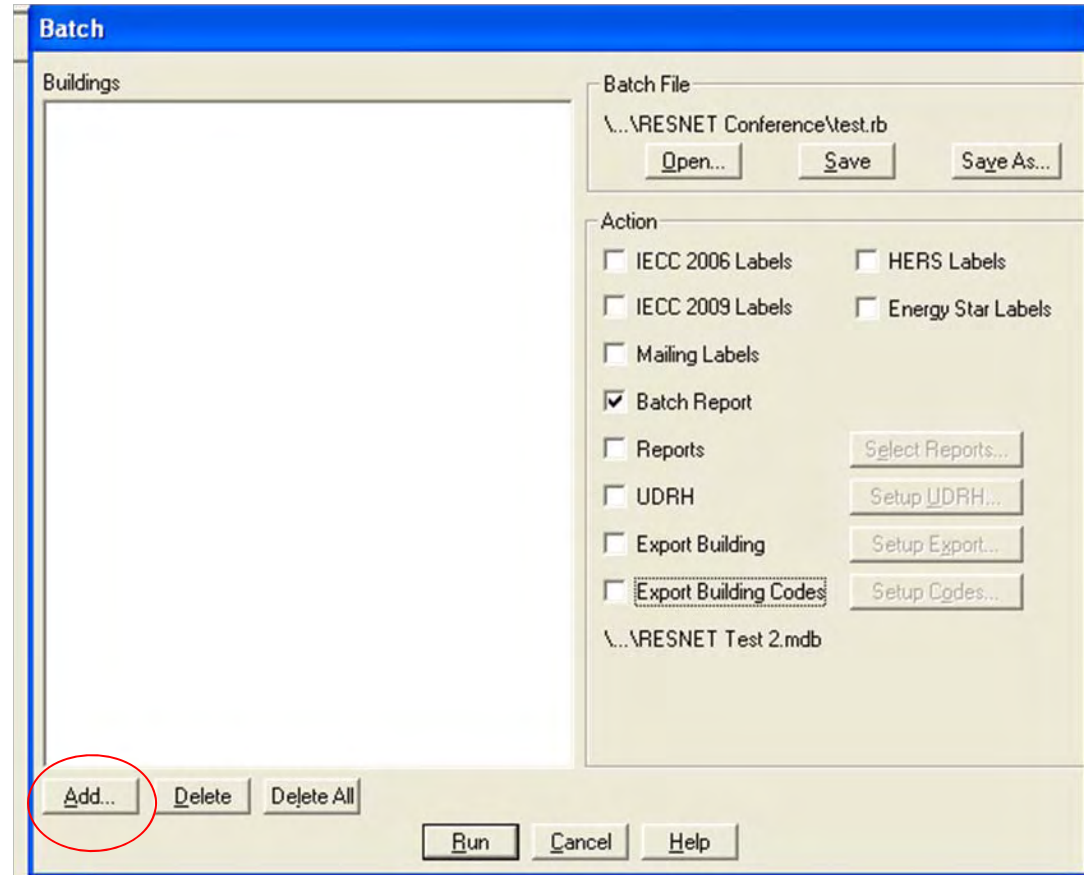 Batch
Buildings
Batch File
\...\RESNET Conference\test.rb
Open... Save Save As...
Action
IECC 2006 Labels HERS Labels
IECC 2009 Labels Energy Star Labels
Mailing Labels
Batch Report
Reports Select Reports...
UDRH Setup UDRH...
Export Building Setup Export...
Export Building Codes Setup Codes...
\...\RESNET Test 2.mdb
Add... Delete Delete All
Run Cancel Help